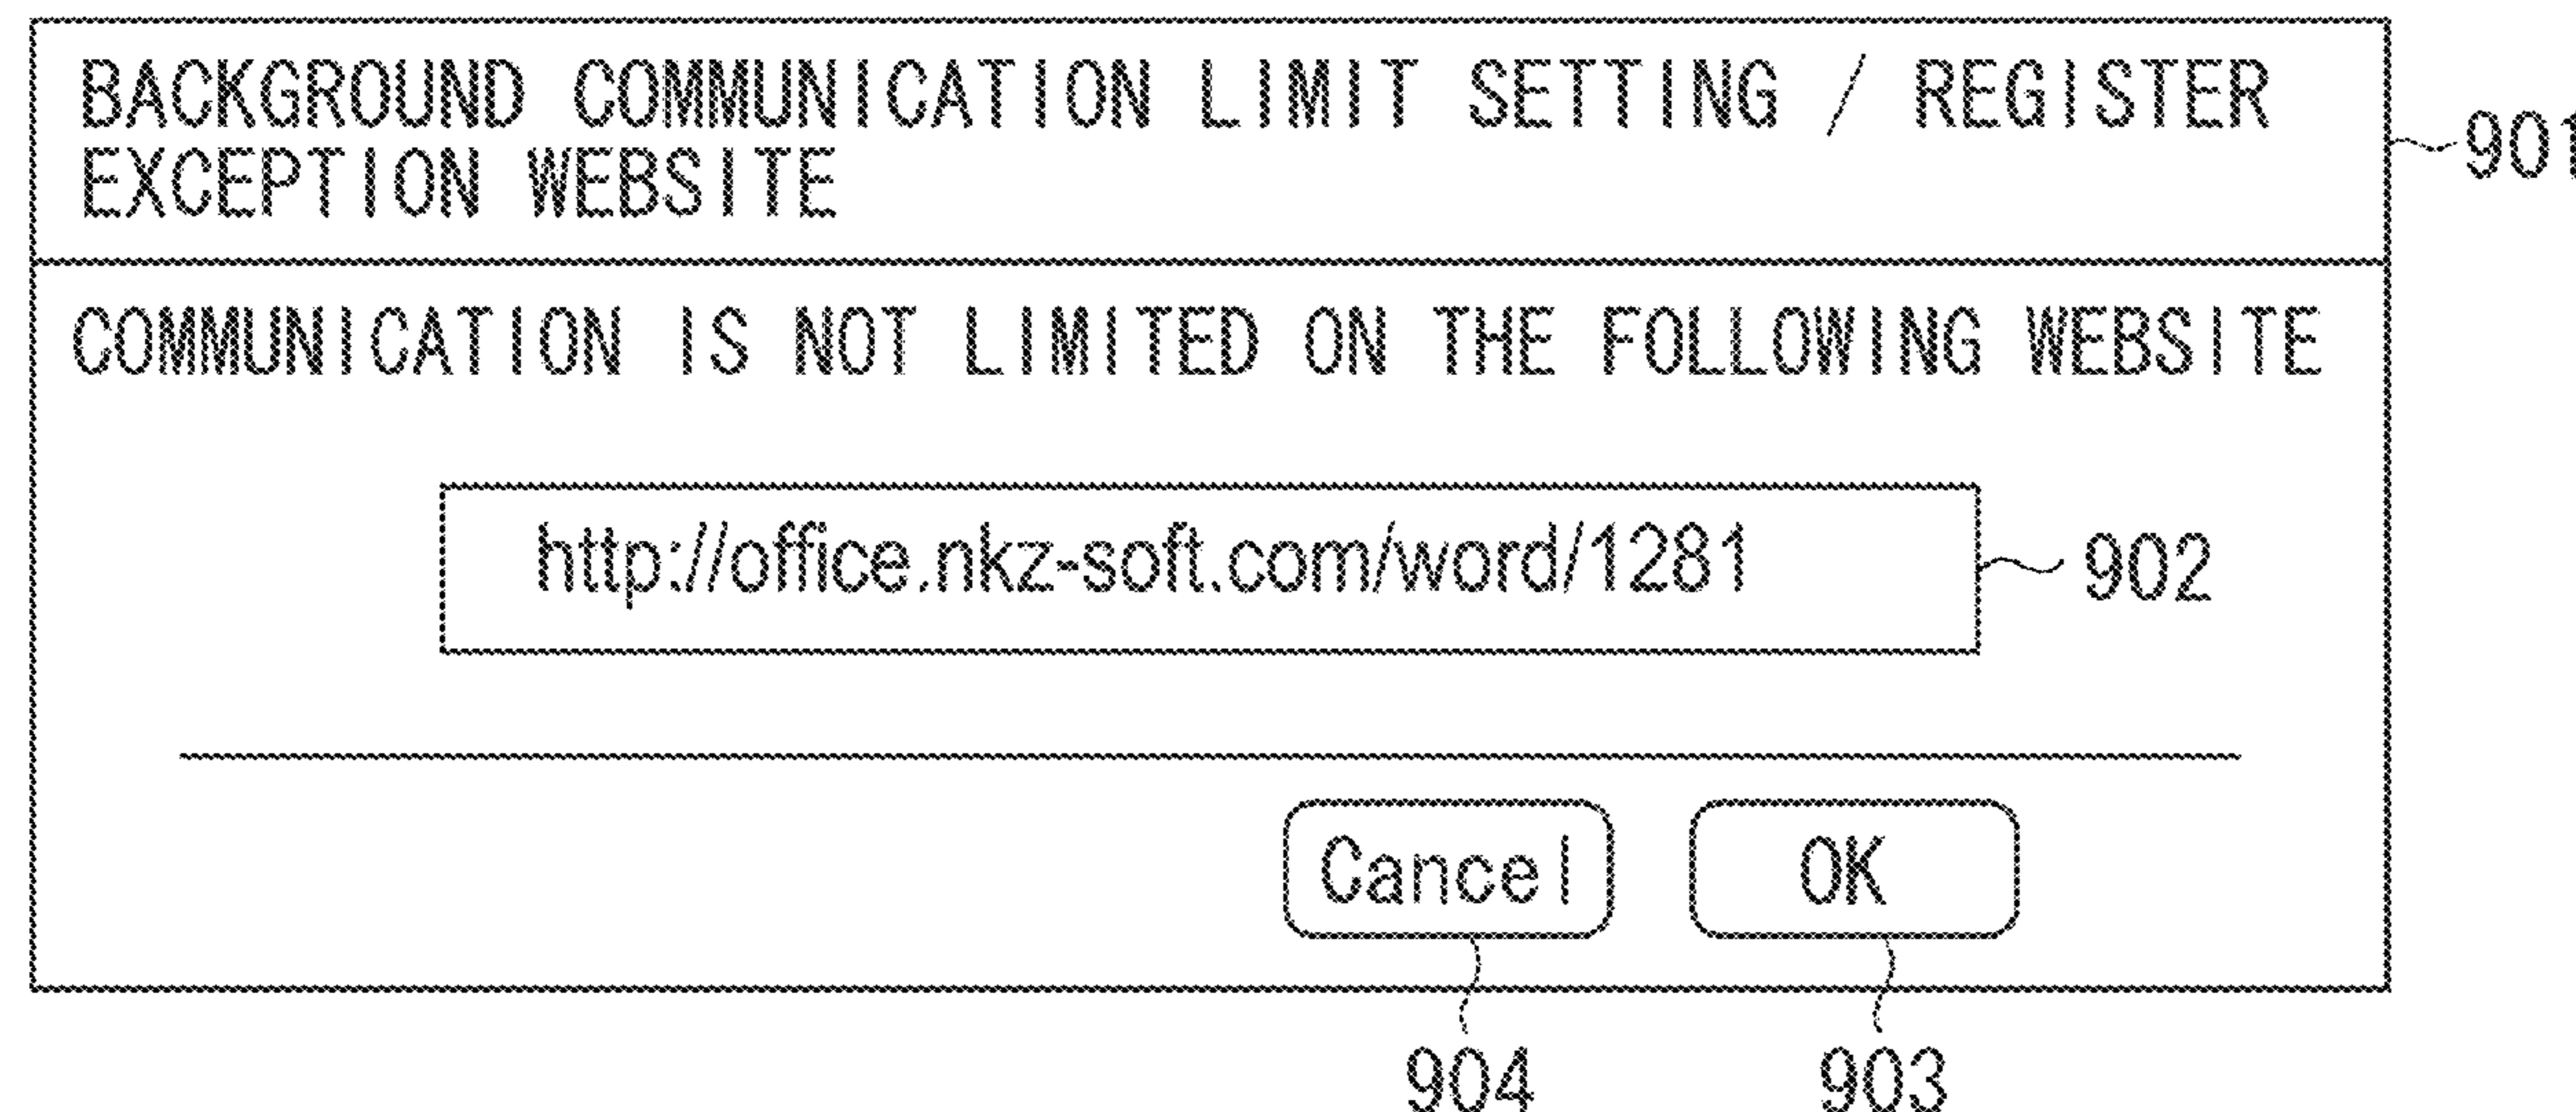 BACKGROUND COMMUNICATION LIMIT SETTING / REGISTER
EXCEPTION WEBSITE
901
COMMUNICATION IS NOT LIMITED ON THE FOLLOWING WEBSITE
http://office.nkz-soft.com/word/1281
902
Cancel
OK
904
903